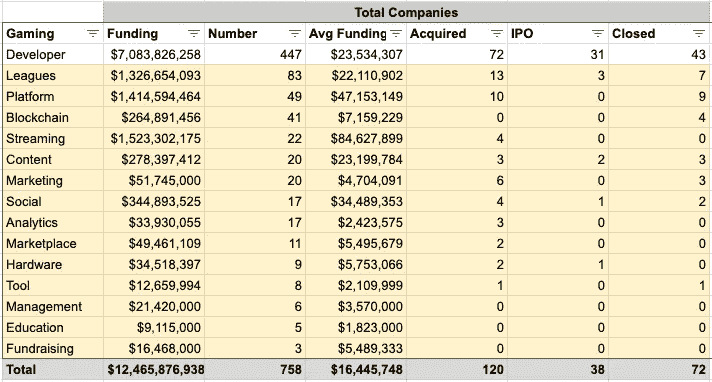 Total Companies
Gaming Funding Number Avg Funding Acquired IPO Closed
Developer $7,083,826,258 447 $23,534,307 72 31 43
Leagues $1,326,654,093 83 $22,110,902 13 3 7
Platform $1,414,594,464 49 $47,153,149 10 0 9
Blockchain $264,891,456 41 $7,159,229 0 0 4
Streaming $1,523,302,175 22 $84,627,899 4 0 0
Content $278,397,412 20 $23,199,784 3 2 3
Marketing $51,745,000 20 $4,704,091 6 0 3
Social $344,893,525 17 $34,489,353 4 1 2
Analytics $33,930,055 17 $2,423,575 3 0 0
Marketplace $49,461,109 11 $5,495,679 2 0 0
Hardware $34,518,397 9 $5,753,066 2 1 0
Tool $12,659,994 8 $2,109,999 1 0 1
Management $21,420,000 6 $3,570,000 0 0 0
Education $9,115,000 5 $1,823,000 0 0 0
Fundraising $16,468,000 3 $5,489,333 0 0 0
Total $12,465,876,938 758 $16,445,748 120 38 72